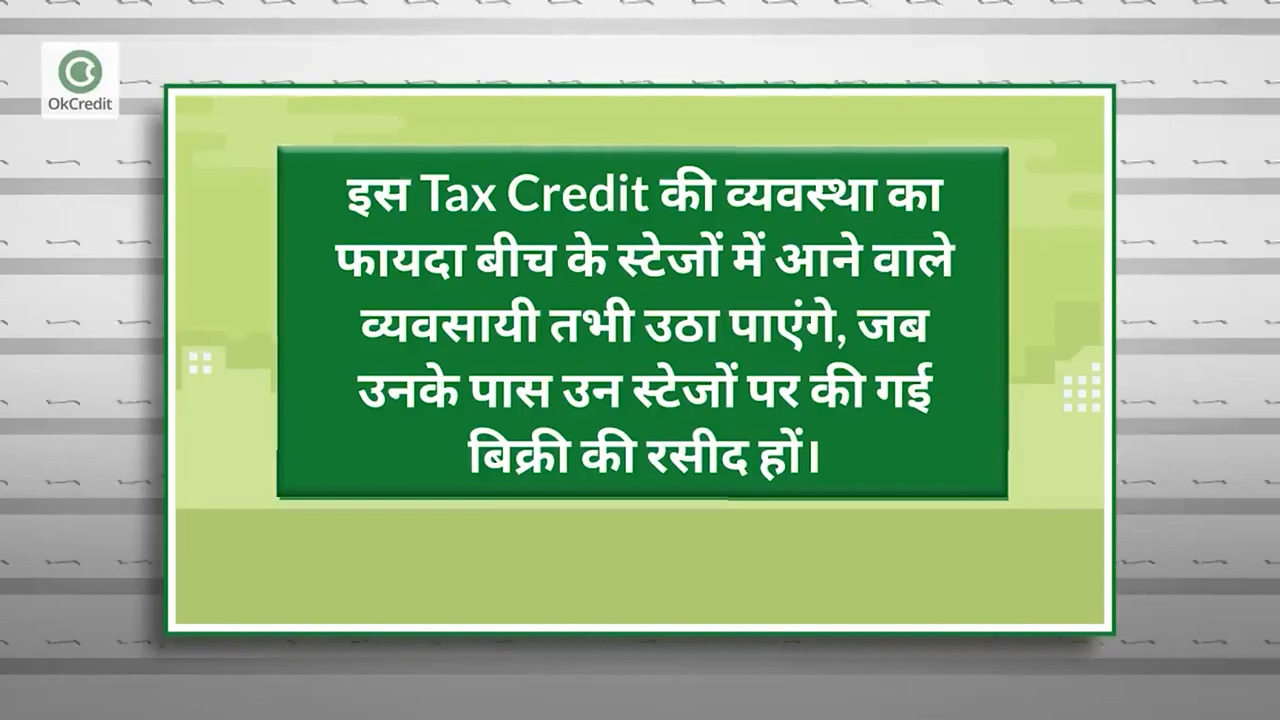 OkCredit
इस Tax Credit की व्यवस्था का
फायदा बीच के स्टेजों में आने वाले
व्यवसायी तभी उठा पाएंगे, जब
उनके पास उन स्टेजों पर की गई
बिक्री की रसीद हों।